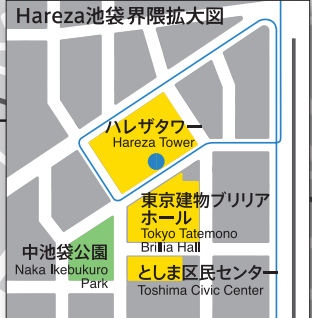 Hareza池袋界隈拡大図
ハレザタワー
Hareza Tower
東京建物ブリリア
ホール
Tokyo Tatemono
Brillia Hall
中池袋公園
Naka Ikebukuro
Park
としま区民センター
Toshima Civic Center